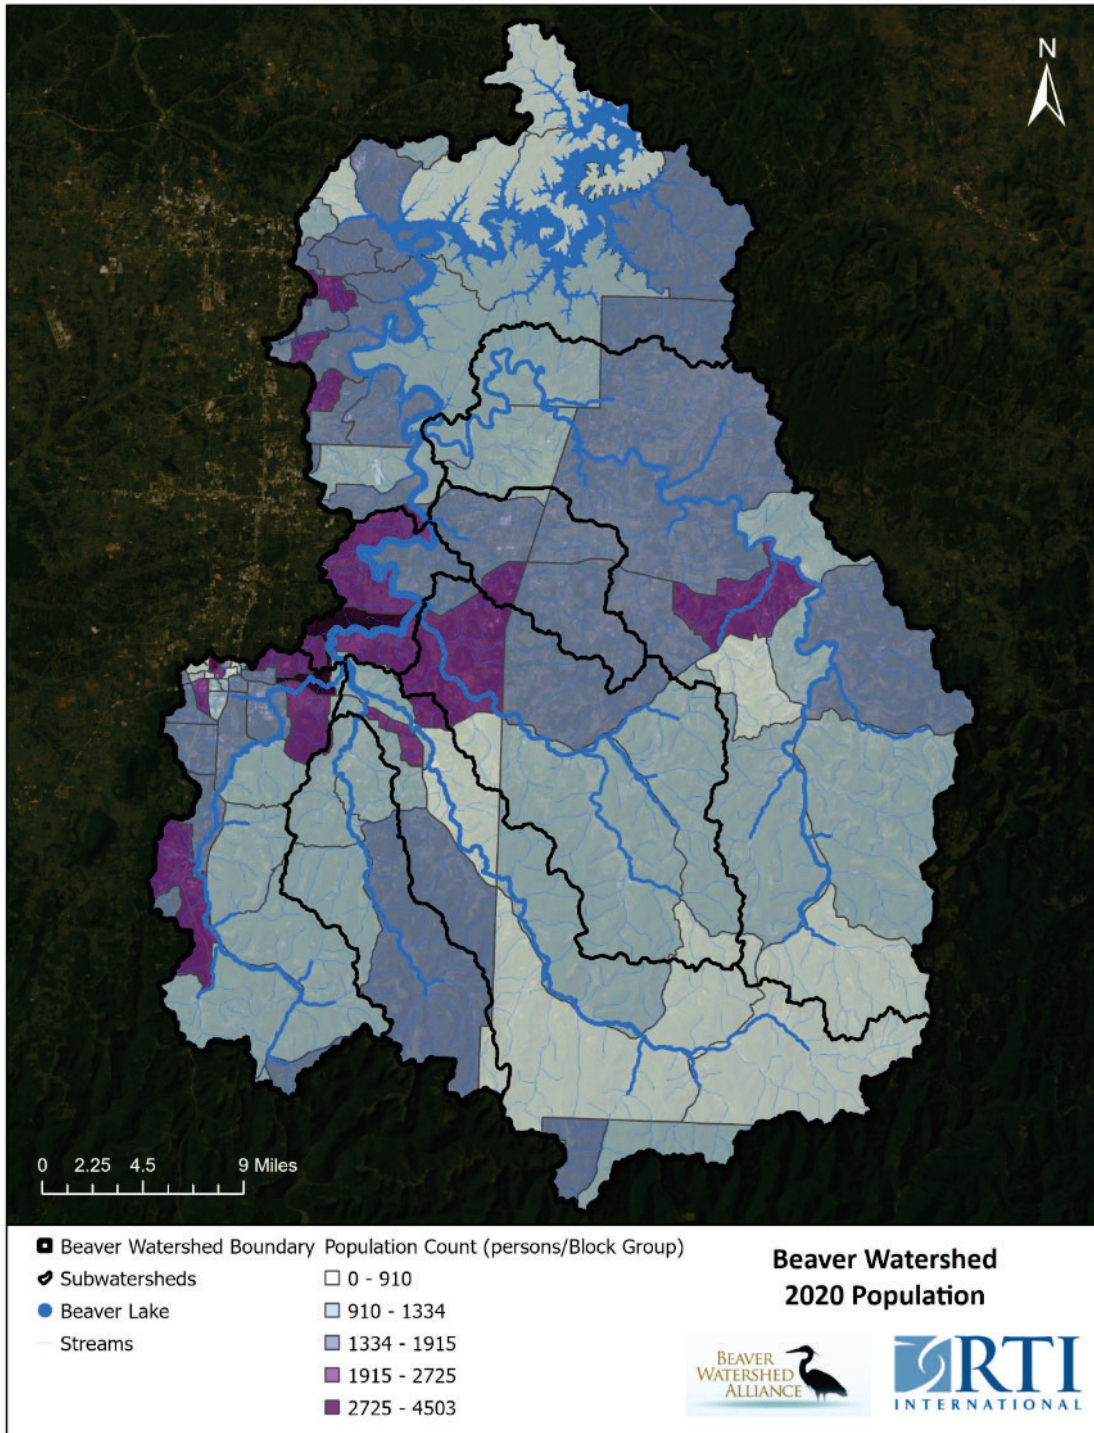 N
0 2.25 4.5 9 Miles
Beaver Watershed Boundary
Subwatersheds
Beaver Lake
Streams
Population Count (persons/Block Group)
0 - 910
910 - 1334
1334 - 1915
1915 - 2725
2725 - 4503
Beaver Watershed
2020 Population
BEAVER
WATERSHED
ALLIANCE
RTI
INTERNATIONAL